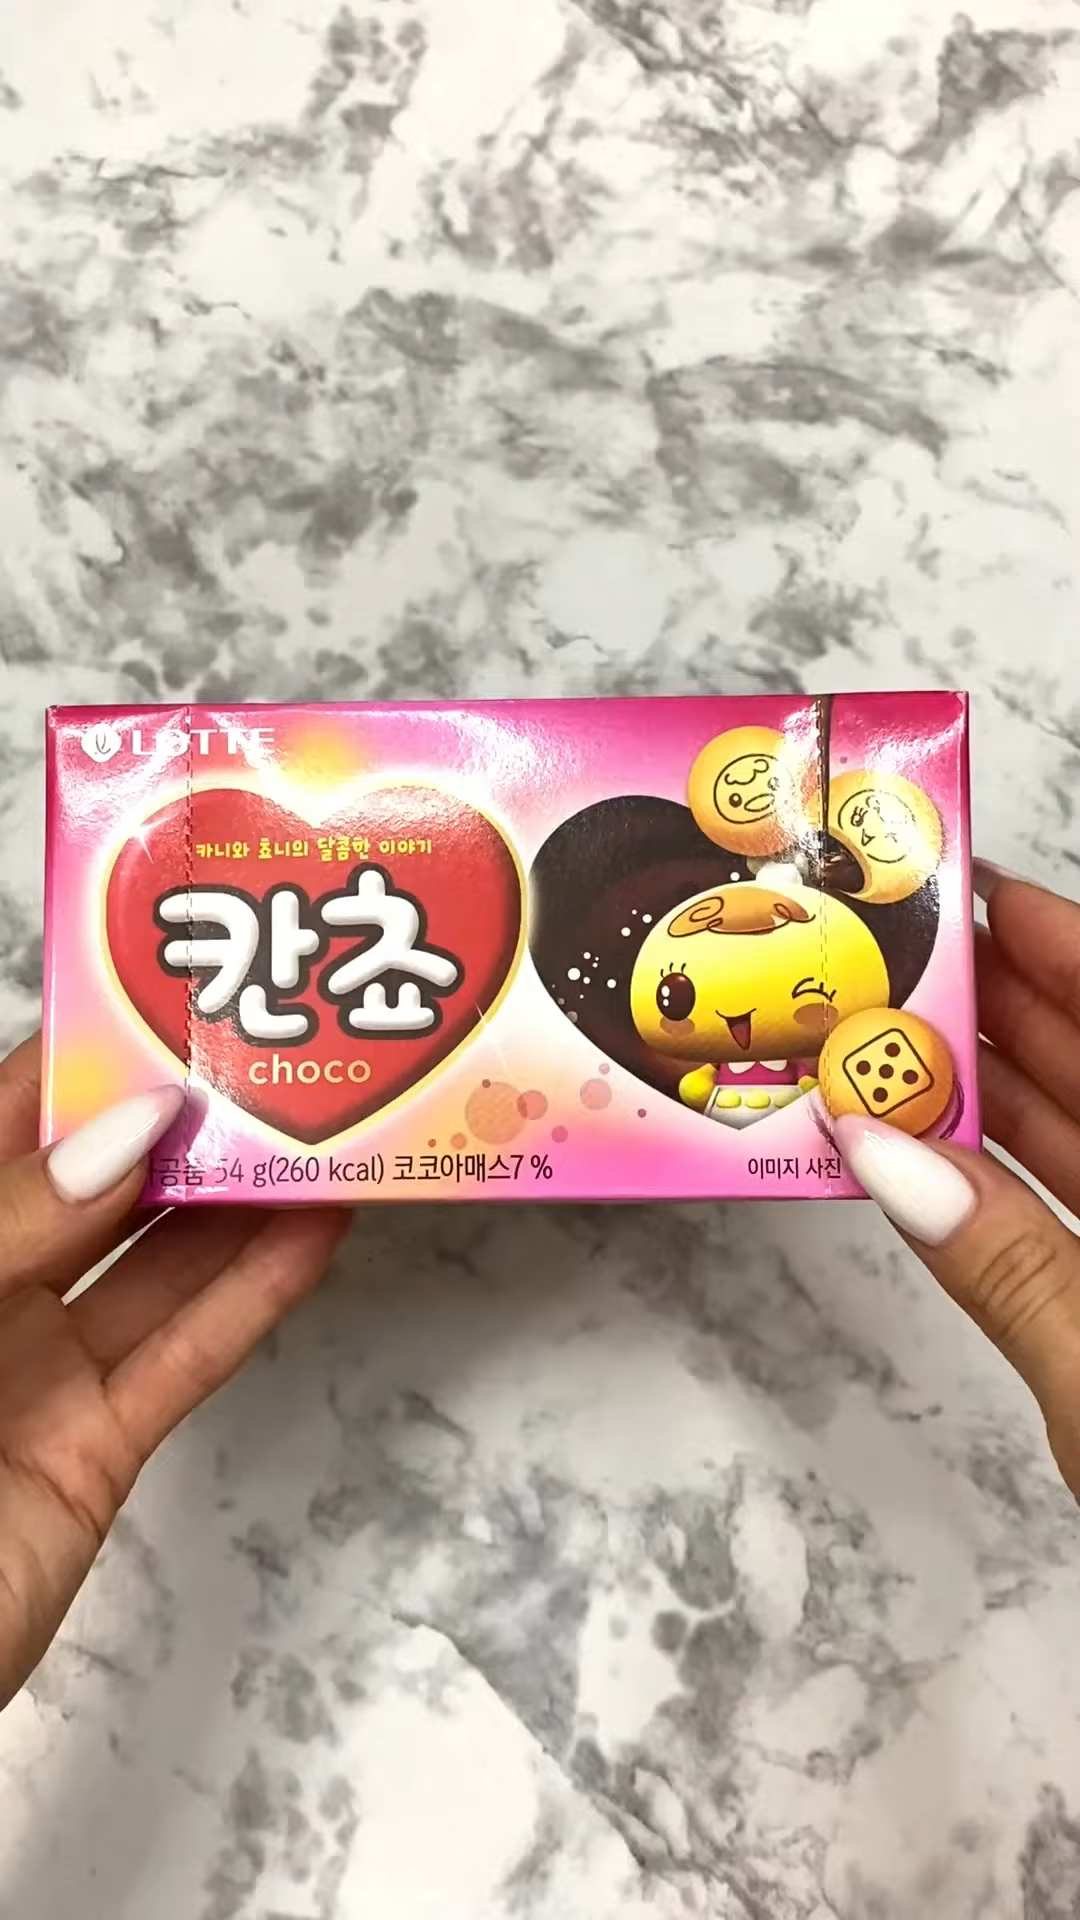 LOTTE
카니와 쵸니의 달콤한 이야기
칸쵸
choco
54 g(260 kcal) 코코아매스7 %
이미지 사진